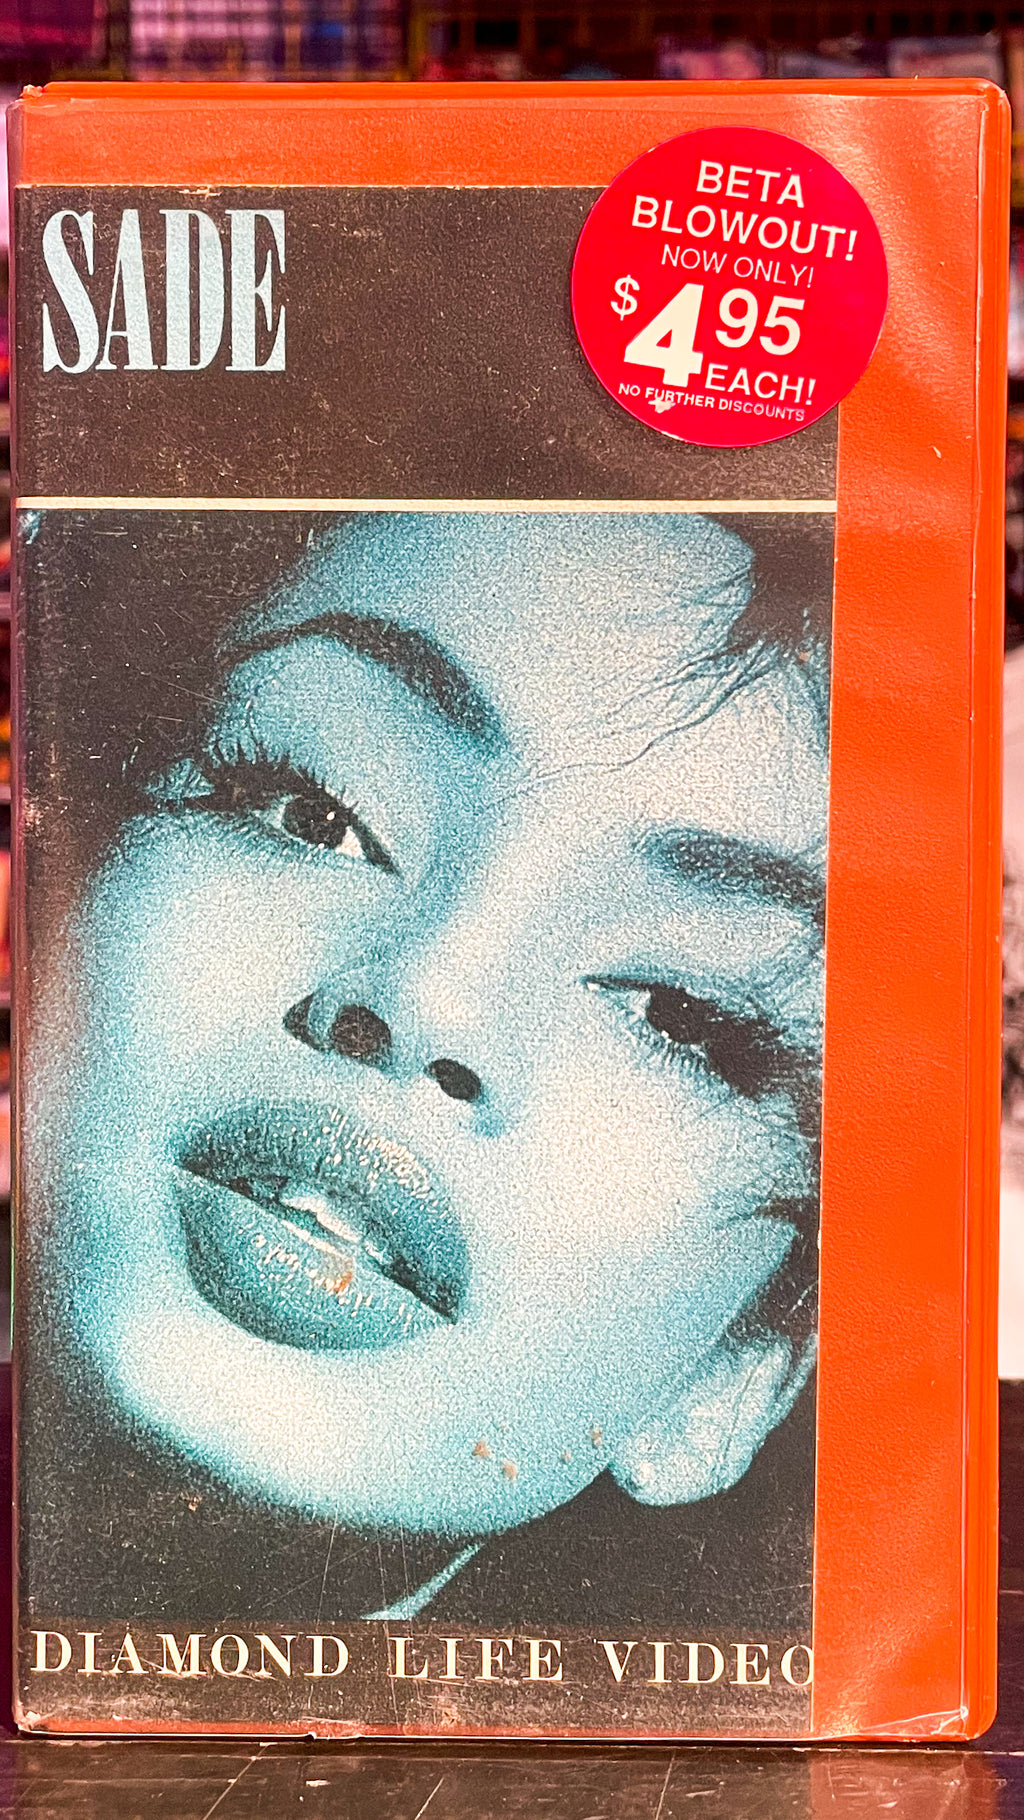 SADE
BETA
BLOWOUT!
NOW ONLY!
$4 95
EACH!
NO FURTHER DISCOUNTS
DIAMOND LIFE VIDEO